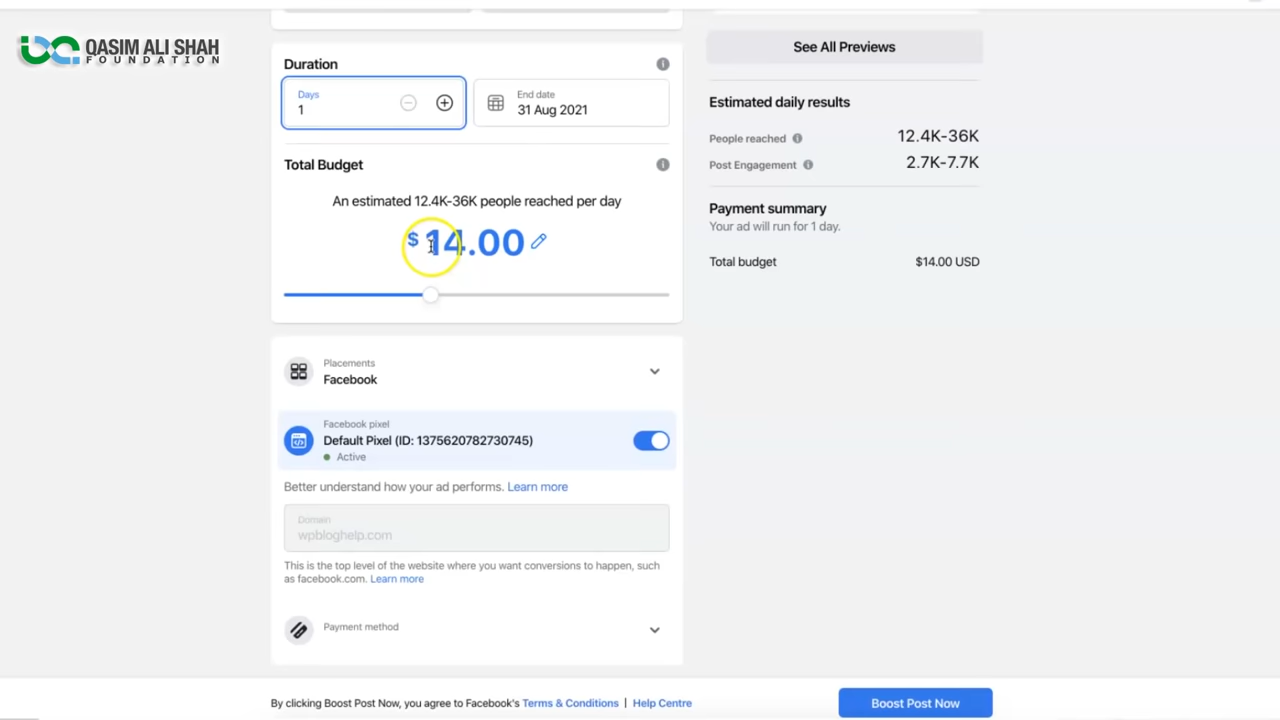 QASIM ALI SHAH
FOUNDATION
See All Previews
Duration
Days
1
End date
31 Aug 2021
Estimated daily results
People reached 12.4K-36K
Post Engagement 2.7K-7.7K
Total Budget
An estimated 12.4K-36K people reached per day
$14.00
Payment summary
Your ad will run for 1 day.
Total budget $14.00 USD
Placements
Facebook
Facebook pixel
Default Pixel (ID: 1375620782730745)
Active
Better understand how your ad performs. Learn more
Domain
wpbloghelp.com
This is the top level of the website where you want conversions to happen, such
as facebook.com. Learn more
Payment method
By clicking Boost Post Now, you agree to Facebook's Terms & Conditions | Help Centre
Boost Post Now